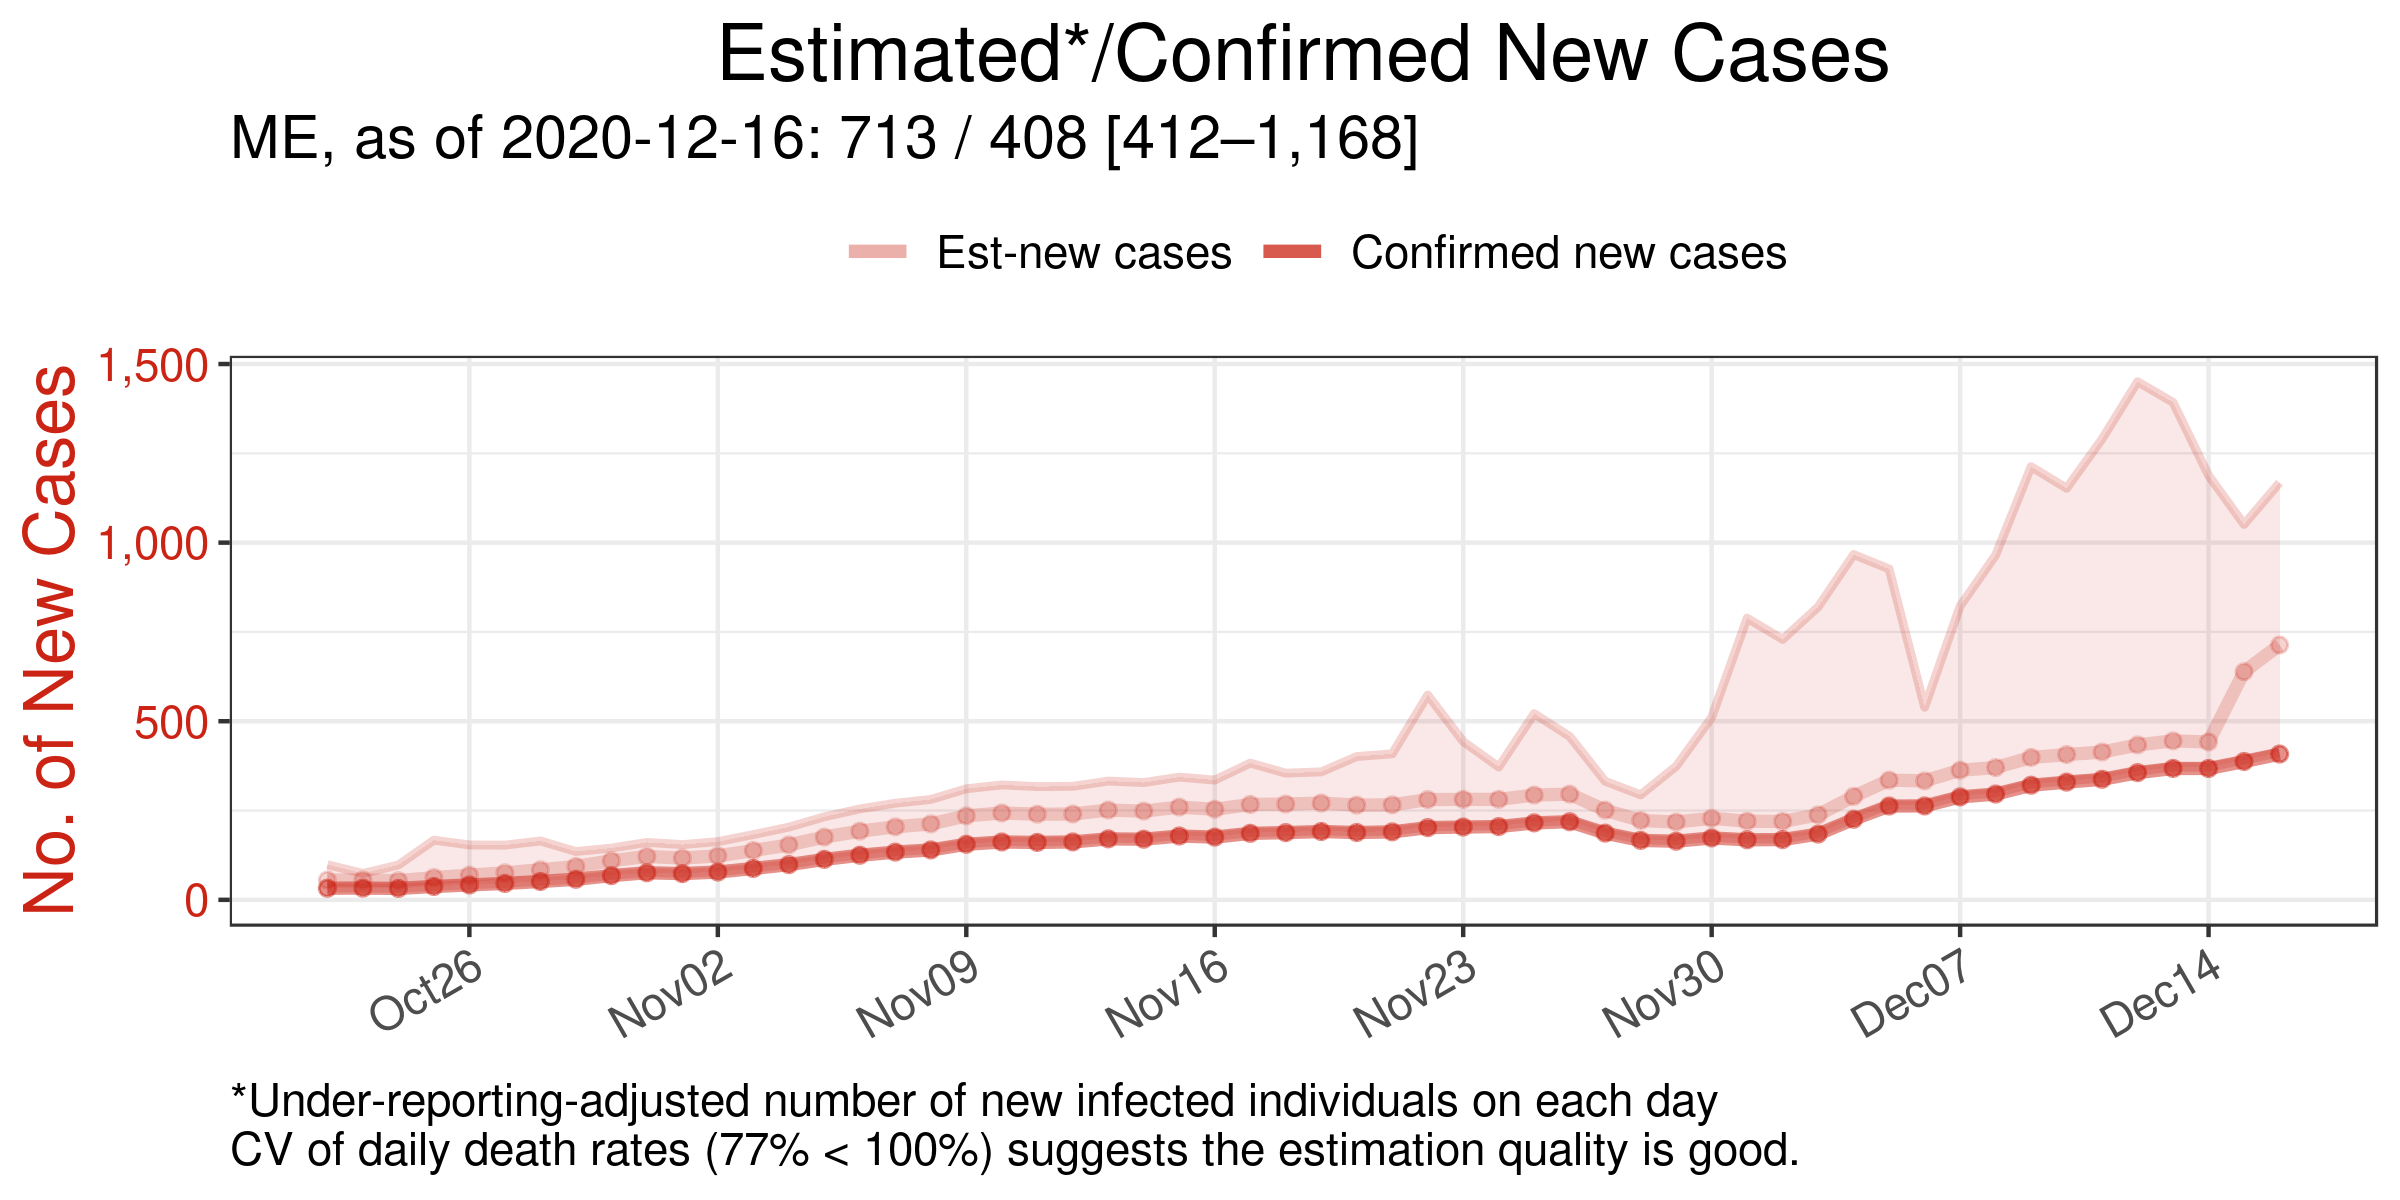 Estimated*/Confirmed New Cases
ME, as of 2020-12-16: 713 / 408 [412–1,168]
Est-new cases Confirmed new cases
No. of New Cases
1,500
1,000
500
0
Oct26 Nov02 Nov09 Nov16 Nov23 Nov30 Dec07 Dec14
*Under-reporting-adjusted number of new infected individuals on each day
CV of daily death rates (77% < 100%) suggests the estimation quality is good.